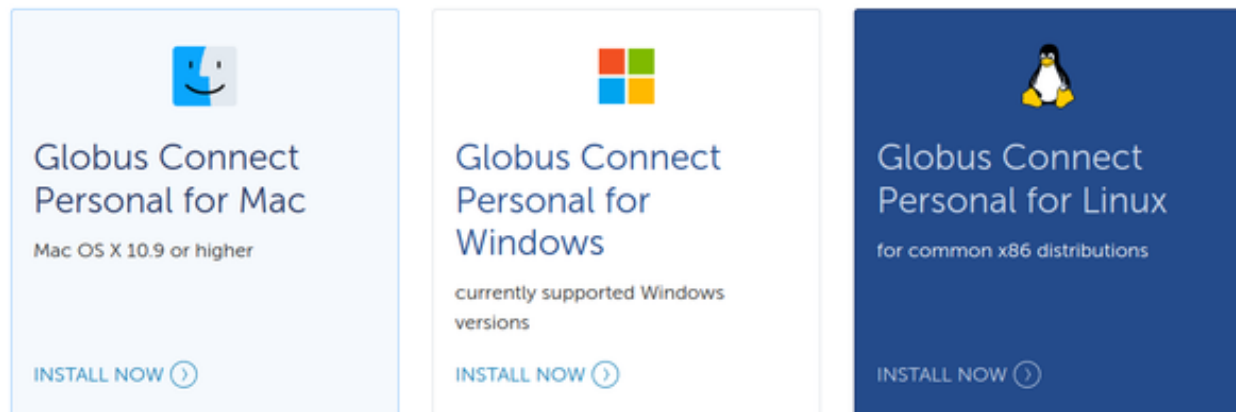 Globus Connect
Personal for Mac
Mac OS X 10.9 or higher
INSTALL NOW
Globus Connect
Personal for
Windows
currently supported Windows
versions
INSTALL NOW
Globus Connect
Personal for Linux
for common x86 distributions
INSTALL NOW